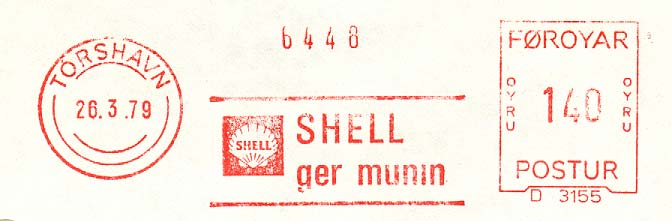 6448
TÓRSHAVN
26.3.79
SHELL
SHELL
ger munin
FØROYAR
OYRU 140 OYRU
POSTUR
D 3155